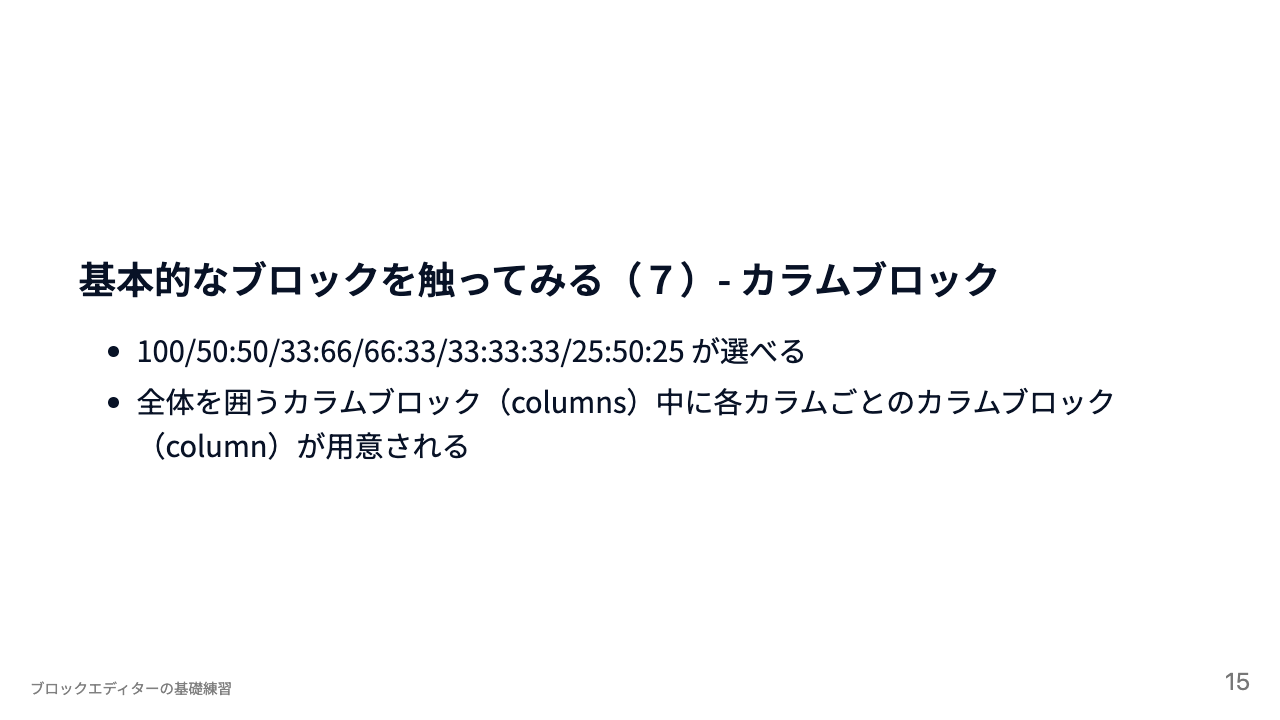 基本的なブロックを触ってみる（７）- カラムブロック
• 100/50:50/33:66/66:33/33:33:33/25:50:25 が選べる
• 全体を囲うカラムブロック（columns）中に各カラムごとのカラムブロック
（column）が用意される
ブロックエディターの基礎練習
15